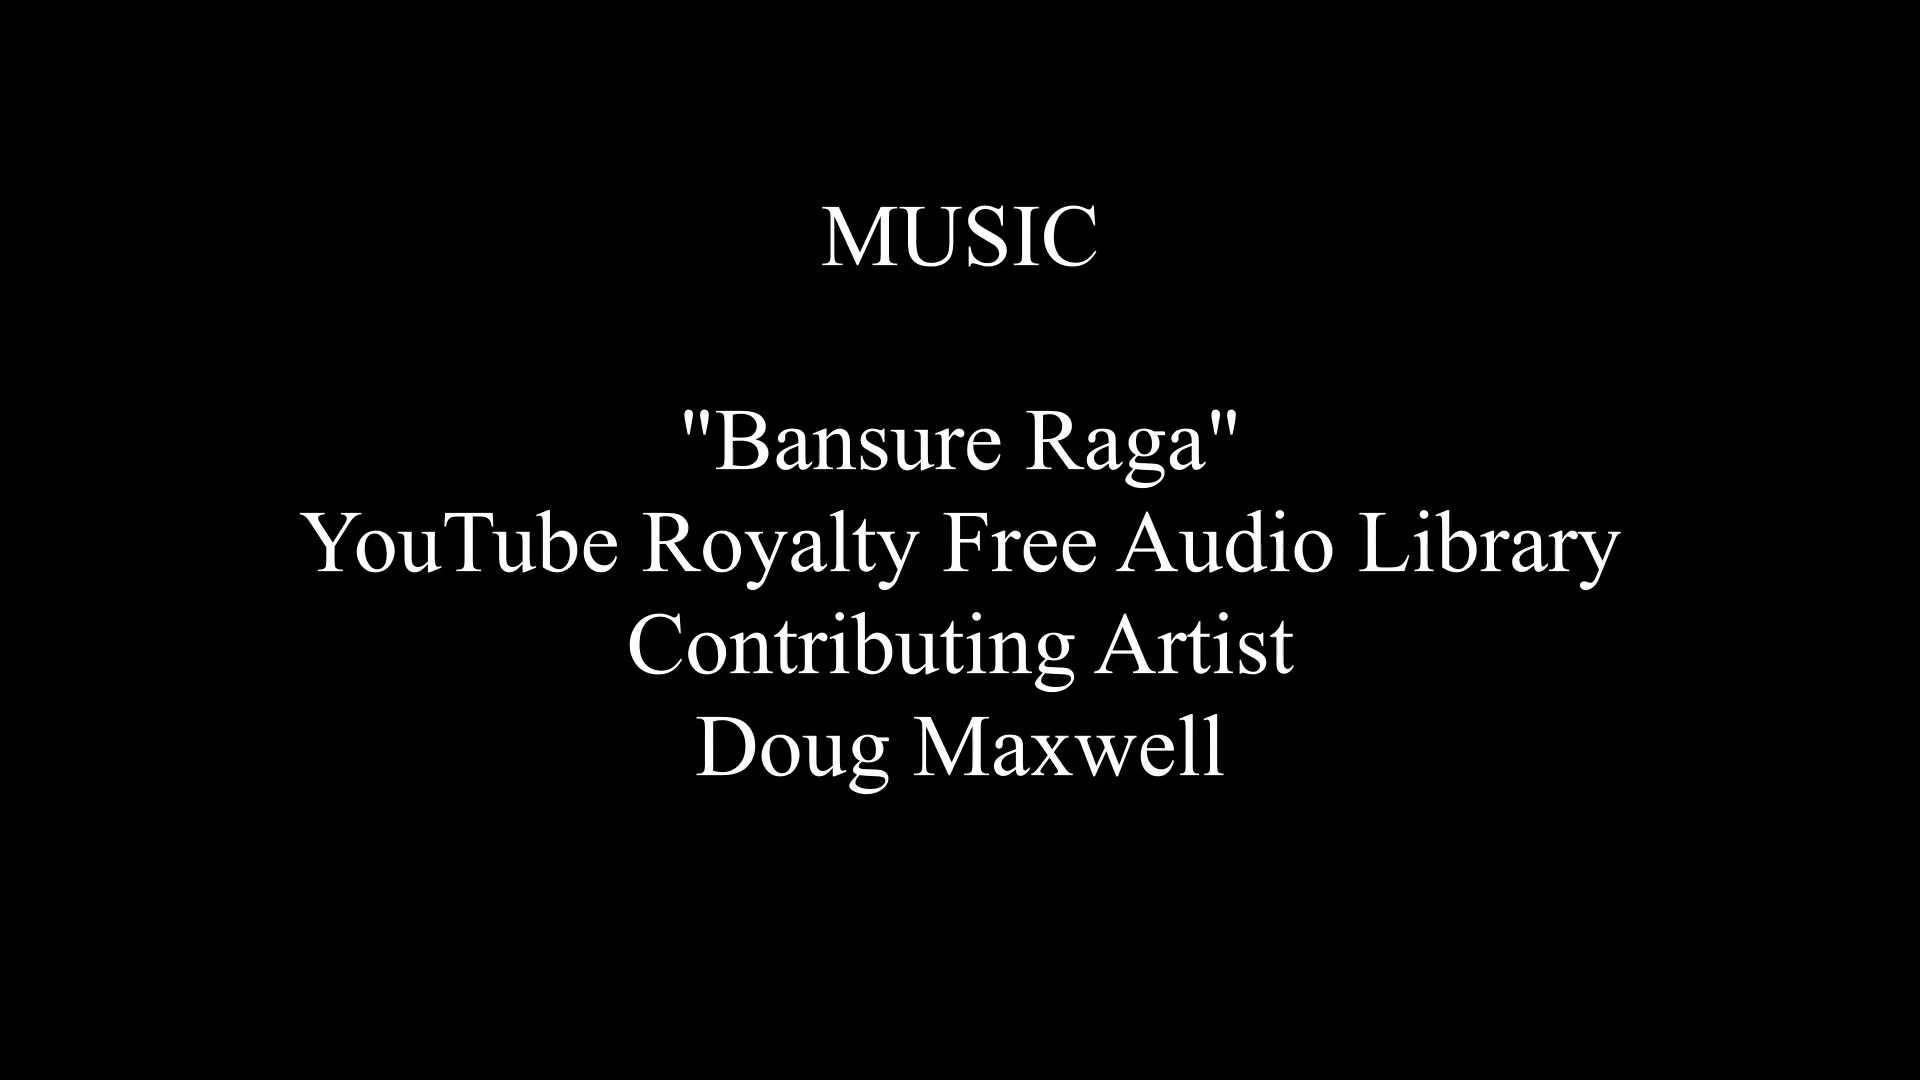 MUSIC
"Bansure Raga"
YouTube Royalty Free Audio Library
Contributing Artist
Doug Maxwell